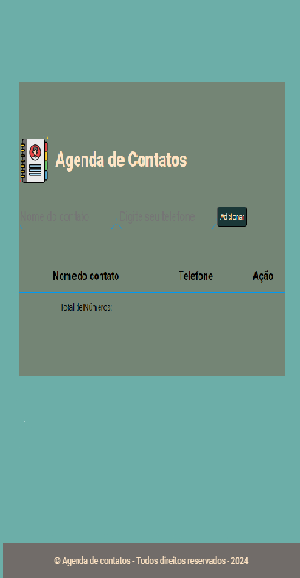 Agenda de Contatos
Nome do contato Digite seu telefone Adicionar
Nome do contato Telefone Ação
Total de Números:
© Agenda de contatos - Todos direitos reservados - 2024